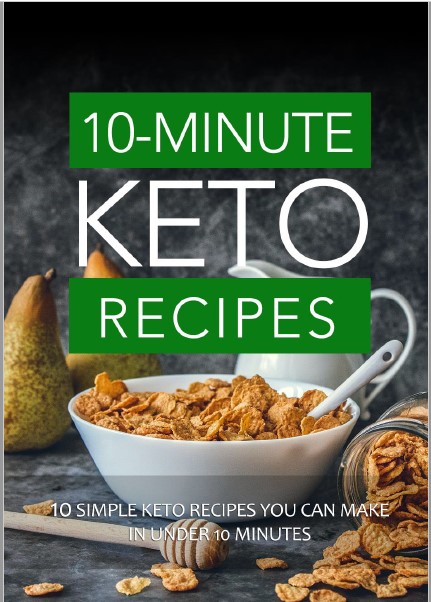 10-MINUTE
KETO
RECIPES
10 SIMPLE KETO RECIPES YOU CAN MAKE
IN UNDER 10 MINUTES